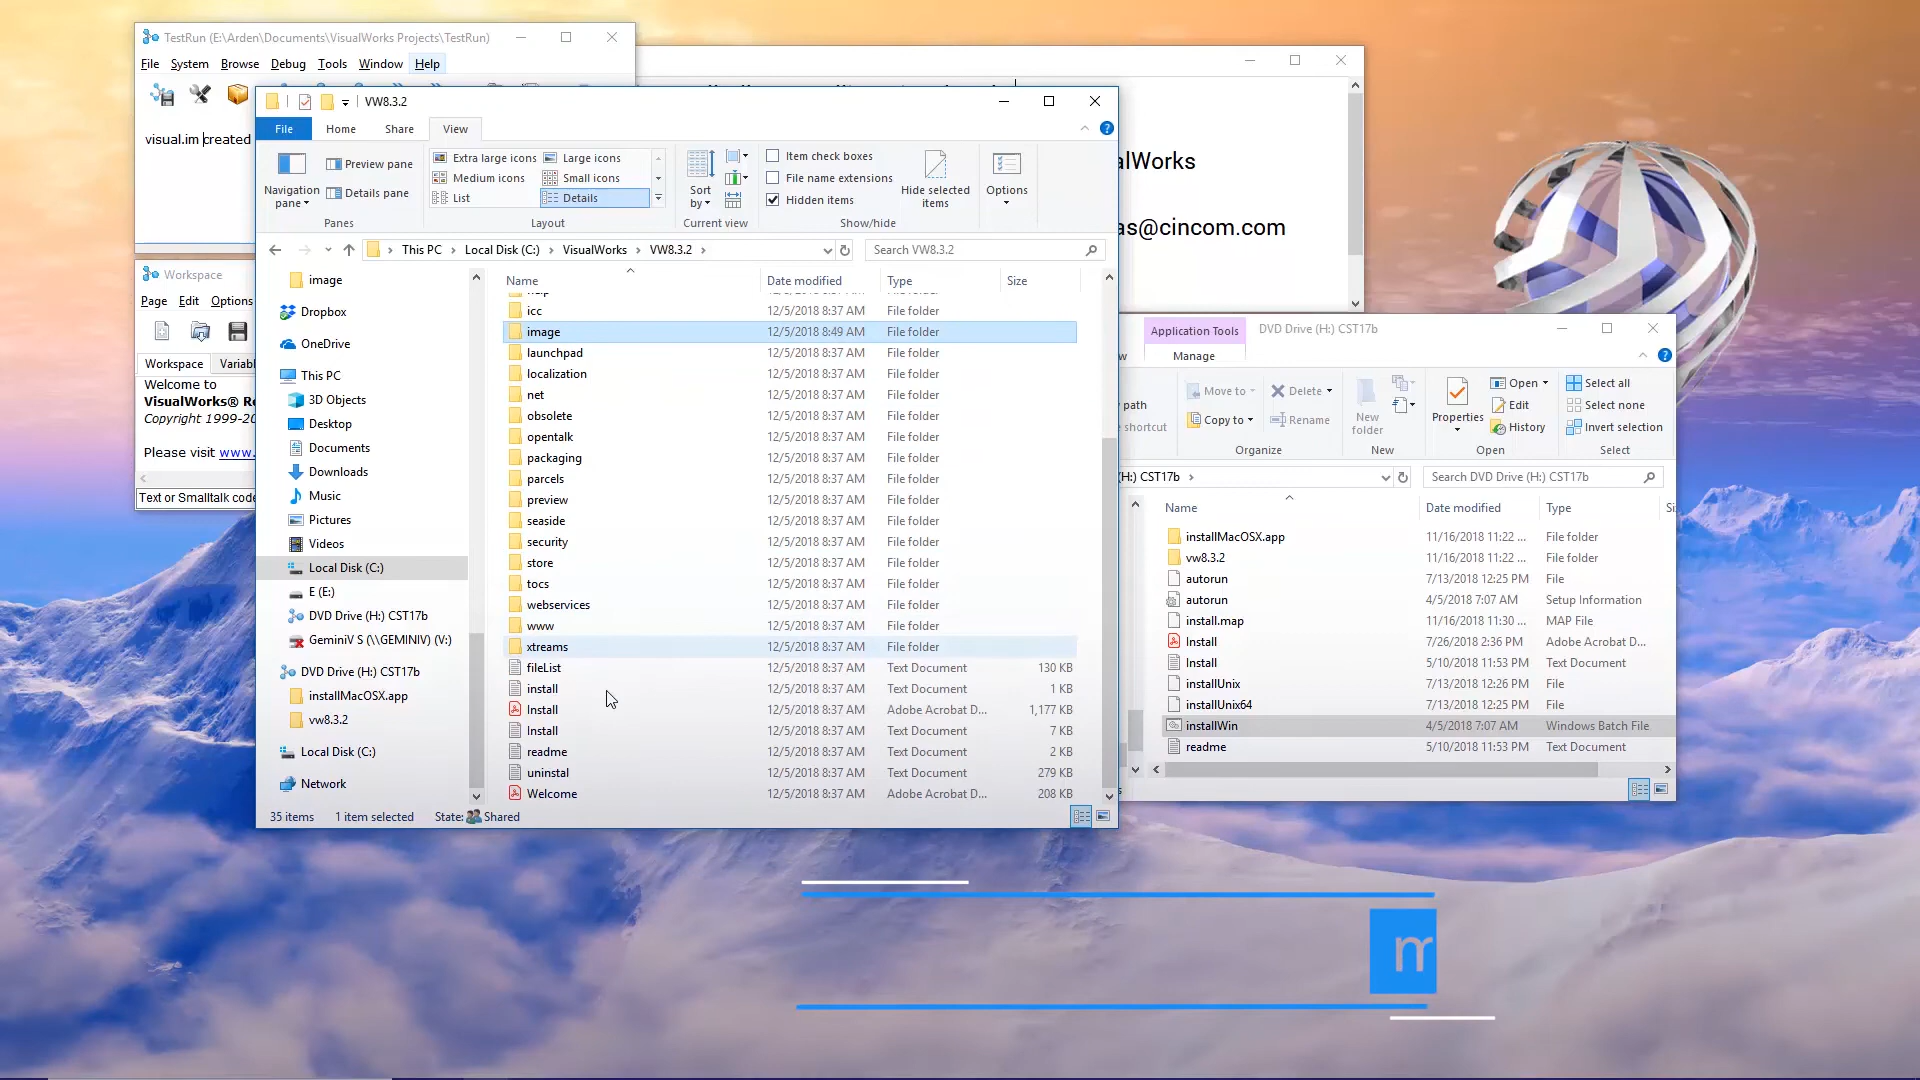 TestRun (E:\Arden\Documents\VisualWorks Projects\TestRun)
File System Browse Debug Tools Window Help
visual.im created
alWorks
as@cincom.com
Workspace
Page Edit Options
Workspace Variabl
Welcome to
VisualWorks® Re
Copyright 1999-20
Please visit www.
Text or Smalltalk code
VW8.3.2
File Home Share View
Navigation pane
Preview pane
Details pane
Panes
Extra large icons Large icons
Medium icons Small icons
List Details
Layout
Sort by
Current view
Item check boxes
File name extensions
Hidden items
Hide selected items
Options
Show/hide
This PC Local Disk (C:) VisualWorks VW8.3.2
Search VW8.3.2
image
Dropbox
OneDrive
This PC
3D Objects
Desktop
Documents
Downloads
Music
Pictures
Videos
Local Disk (C:)
E (E:)
DVD Drive (H:) CST17b
GeminiV S (\\GEMINIV) (V:)
DVD Drive (H:) CST17b
installMacOSX.app
vw8.3.2
Local Disk (C:)
Network
Name Date modified Type Size
icc 12/5/2018 8:37 AM File folder
image 12/5/2018 8:49 AM File folder
launchpad 12/5/2018 8:37 AM File folder
localization 12/5/2018 8:37 AM File folder
net 12/5/2018 8:37 AM File folder
obsolete 12/5/2018 8:37 AM File folder
opentalk 12/5/2018 8:37 AM File folder
packaging 12/5/2018 8:37 AM File folder
parcels 12/5/2018 8:37 AM File folder
preview 12/5/2018 8:37 AM File folder
seaside 12/5/2018 8:37 AM File folder
security 12/5/2018 8:37 AM File folder
store 12/5/2018 8:37 AM File folder
tocs 12/5/2018 8:37 AM File folder
webservices 12/5/2018 8:37 AM File folder
www 12/5/2018 8:37 AM File folder
xtreams 12/5/2018 8:37 AM File folder
fileList 12/5/2018 8:37 AM Text Document 130 KB
install 12/5/2018 8:37 AM Text Document 1 KB
Install 12/5/2018 8:37 AM Adobe Acrobat D... 1,177 KB
Install 12/5/2018 8:37 AM Text Document 7 KB
readme 12/5/2018 8:37 AM Text Document 2 KB
uninstal 12/5/2018 8:37 AM Text Document 279 KB
Welcome 12/5/2018 8:37 AM Adobe Acrobat D... 208 KB
35 items 1 item selected State: Shared
Application Tools DVD Drive (H:) CST17b
w Manage
path
e shortcut
Move to
Copy to
Delete
Rename
Organize
New folder
New
Properties
Open
Edit
History
Open
Select all
Select none
Invert selection
Select
(H:) CST17b
Search DVD Drive (H:) CST17b
Name Date modified Type Si
installMacOSX.app 11/16/2018 11:22 ... File folder
vw8.3.2 11/16/2018 11:22 ... File folder
autorun 7/13/2018 12:25 PM File
autorun 4/5/2018 7:07 AM Setup Information
install.map 11/16/2018 11:30 ... MAP File
Install 7/26/2018 2:36 PM Adobe Acrobat D...
Install 5/10/2018 11:53 PM Text Document
installUnix 7/13/2018 12:26 PM File
installUnix64 7/13/2018 12:25 PM File
installWin 4/5/2018 7:07 AM Windows Batch File
readme 5/10/2018 11:53 PM Text Document